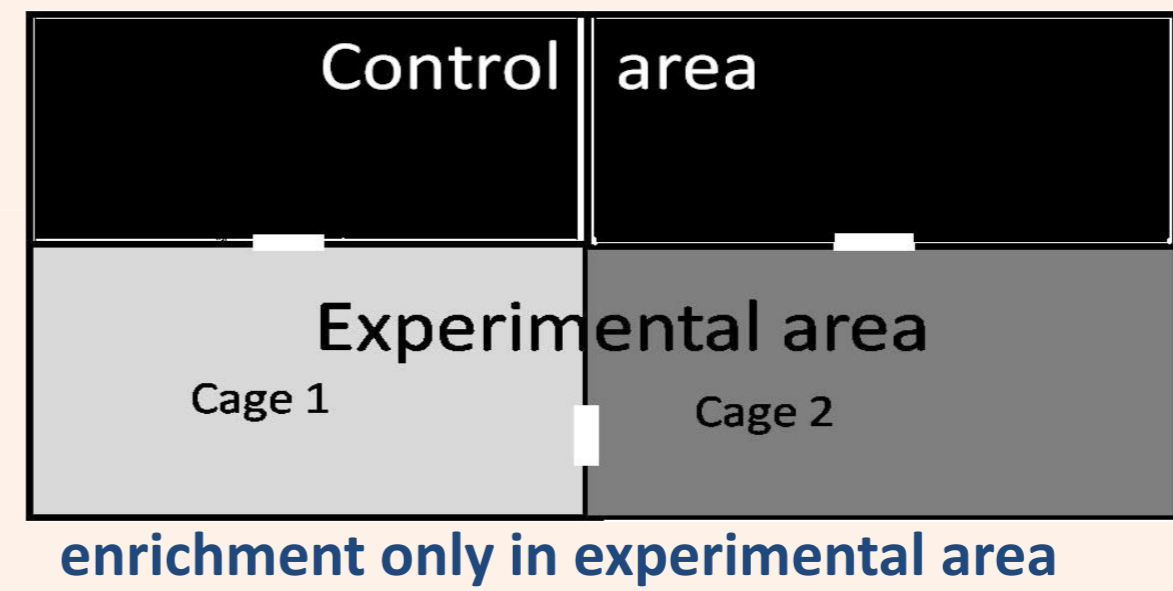 Control area
Experimental area
Cage 1
Cage 2
enrichment only in experimental area